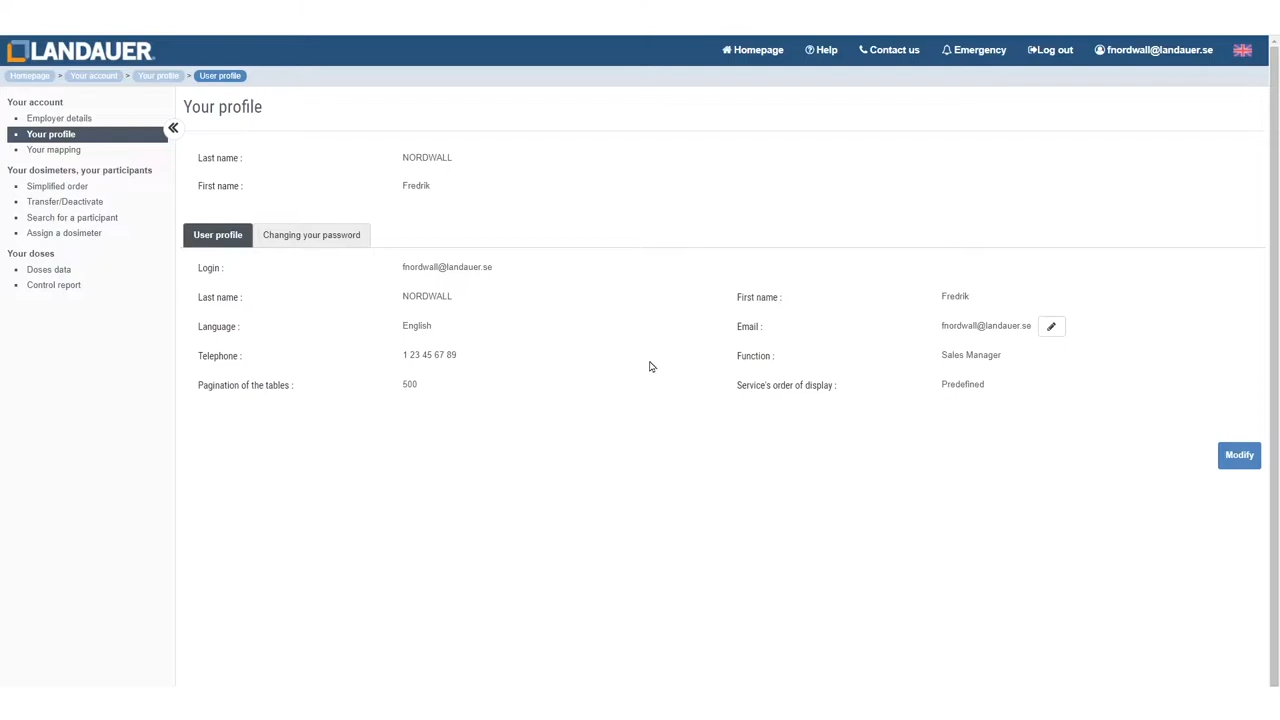 LANDAUER
Homepage Help Contact us Emergency Log out fnordwall@landauer.se
Homepage > Your account > Your profile > User profile
Your account
Employer details
Your profile
Your mapping
Your dosimeters, your participants
Simplified order
Transfer/Deactivate
Search for a participant
Assign a dosimeter
Your doses
Doses data
Control report
Your profile
Last name : NORDWALL
First name : Fredrik
User profile Changing your password
Login : fnordwall@landauer.se
Last name : NORDWALL First name : Fredrik
Language : English Email : fnordwall@landauer.se
Telephone : 1 23 45 67 89 Function : Sales Manager
Pagination of the tables : 500 Service's order of display : Predefined
Modify